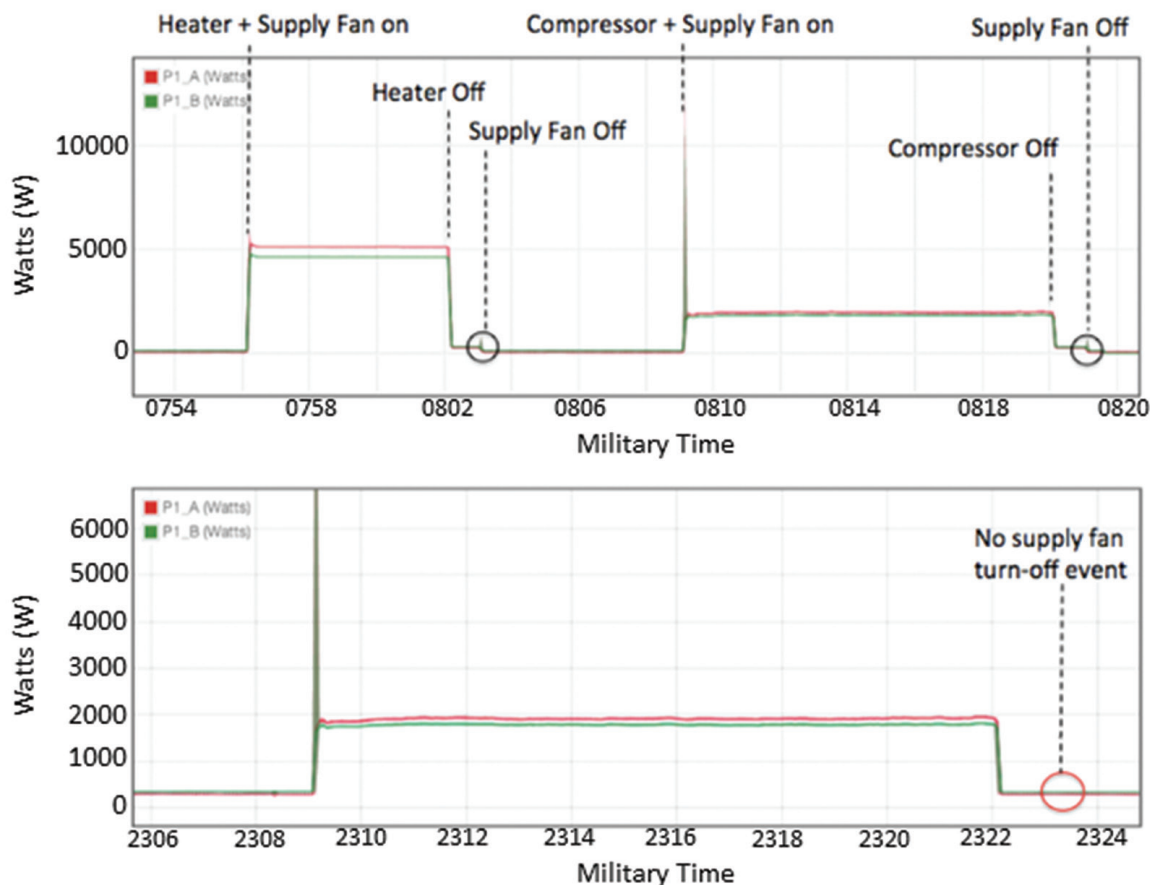 Heater + Supply Fan on
Compressor + Supply Fan on
Supply Fan Off
P1_A (Watts)
P1_B (Watts)
Heater Off
Supply Fan Off
Compressor Off
Watts (W)
10000
5000
0
0754 0758 0802 0806 0810 0814 0818 0820
Military Time
P1_A (Watts)
P1_B (Watts)
No supply fan
turn-off event
Watts (W)
6000
5000
4000
3000
2000
1000
0
2306 2308 2310 2312 2314 2316 2318 2320 2322 2324
Military Time